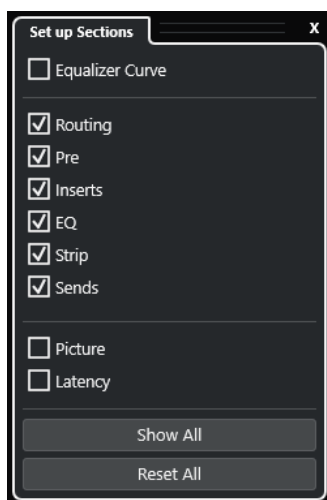 Set up Sections x
Equalizer Curve
Routing
Pre
Inserts
EQ
Strip
Sends
Picture
Latency
Show All
Reset All